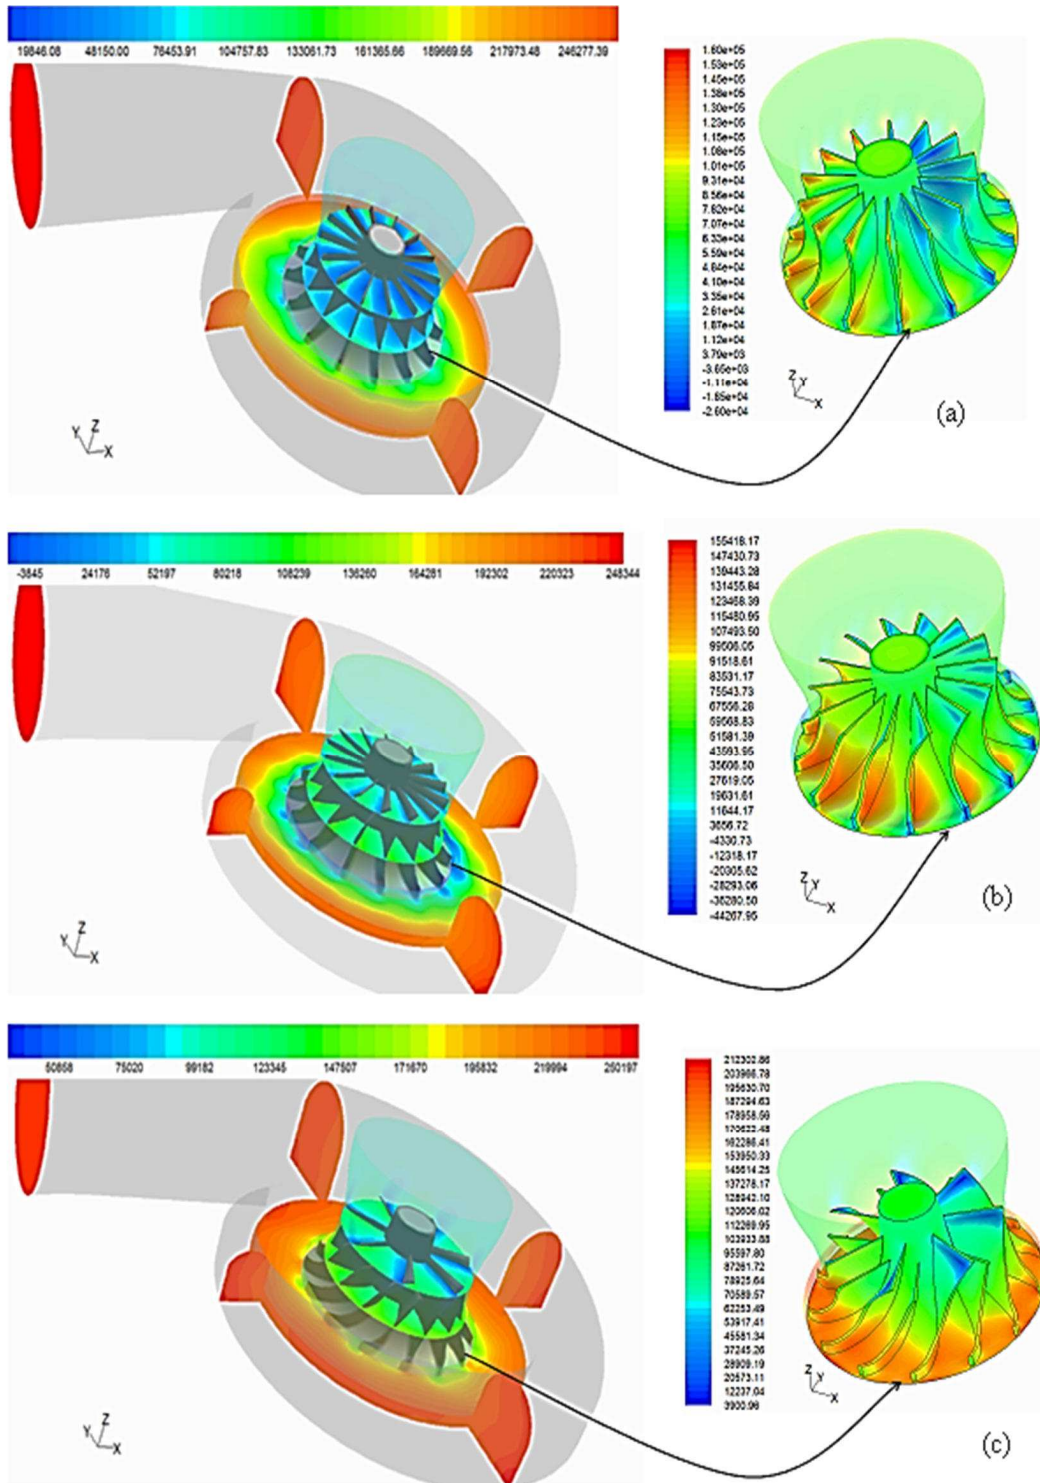 19846.08 48150.00 76453.91 104757.83 133061.73 161365.66 189669.56 217973.48 246277.39
1.60e+05
1.53e+05
1.45e+05
1.38e+05
1.30e+05
1.23e+05
1.15e+05
1.08e+05
1.01e+05
9.31e+04
8.56e+04
7.82e+04
7.07e+04
6.33e+04
5.59e+04
4.84e+04
4.10e+04
3.35e+04
2.61e+04
1.87e+04
1.12e+04
3.79e+03
-3.65e+03
-1.11e+04
-1.85e+04
-2.60e+04
Z
Y
X
(a)
Y Z
X
-3845 24176 52197 80218 108239 136260 164281 192302 220323 248344
155418.17
147430.73
139443.28
131455.84
123468.39
115480.95
107493.50
99506.05
91518.61
83531.17
75543.73
67556.28
59568.83
51581.39
43593.95
35606.50
27619.05
19631.61
11644.17
3656.72
-4330.73
-12318.17
-20305.62
-28293.06
-36280.50
-44267.95
Z Y
X
(b)
Y Z
X
50858 75020 99182 123345 147507 171670 195832 219994 250197
212302.86
203966.78
195630.70
187294.63
178958.56
170622.48
162286.41
153950.33
145614.25
137278.17
128942.10
120606.02
112269.95
103933.88
95597.80
87261.72
78925.64
70589.57
62253.49
53917.41
45581.34
37245.26
28909.19
20573.11
12237.04
3900.96
Z Y
X
(c)
Y Z
X